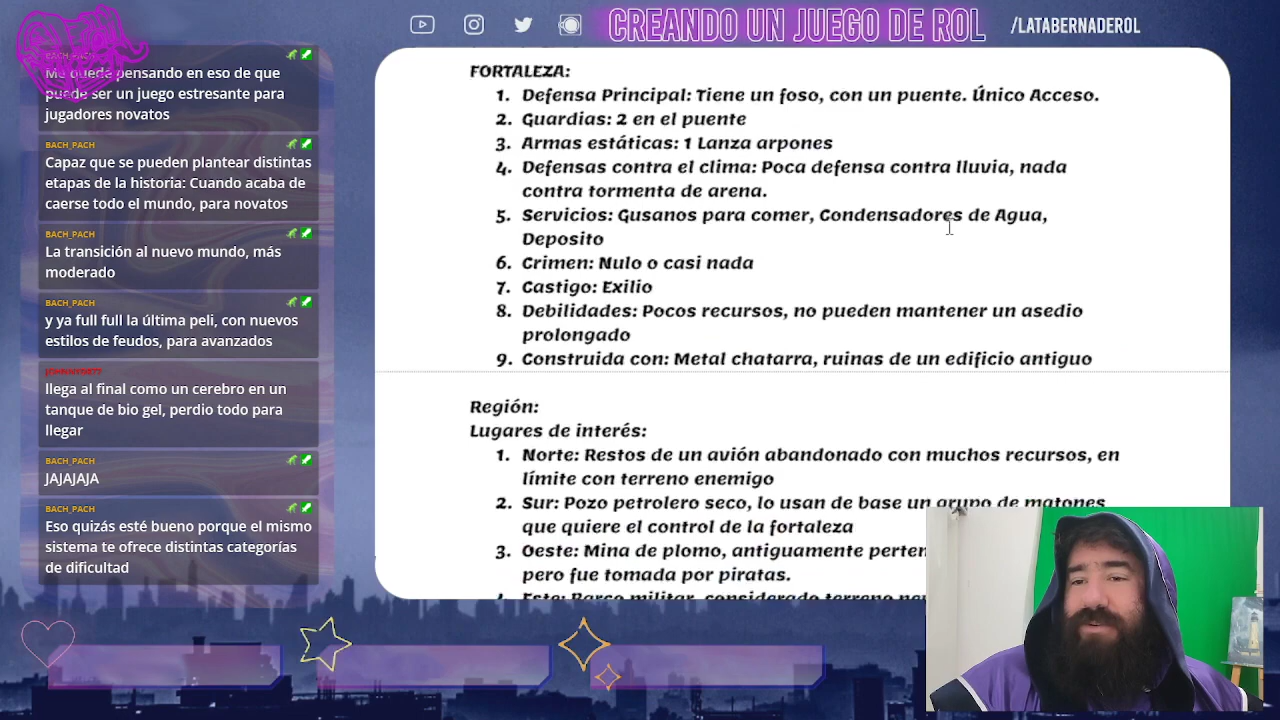 CREANDO UN JUEGO DE ROL
/LATABERNADEROL
BACH_PACH
Me quedé pensando en eso de que
puede ser un juego estresante para
jugadores novatos
BACH_PACH
Capaz que se pueden plantear distintas
etapas de la historia: Cuando acaba de
caerse todo el mundo, para novatos
BACH_PACH
La transición al nuevo mundo, más
moderado
BACH_PACH
y ya full full la última peli, con nuevos
estilos de feudos, para avanzados
llega al final como un cerebro en un
tanque de bio gel, perdio todo para
llegar
BACH_PACH
JAJAJAJA
BACH_PACH
Eso quizás esté bueno porque el mismo
sistema te ofrece distintas categorías
de dificultad
FORTALEZA:
1. Defensa Principal: Tiene un foso, con un puente. Único Acceso.
2. Guardias: 2 en el puente
3. Armas estáticas: 1 Lanza arpones
4. Defensas contra el clima: Poca defensa contra lluvia, nada
contra tormenta de arena.
5. Servicios: Gusanos para comer, Condensadores de Agua,
Deposito
6. Crimen: Nulo o casi nada
7. Castigo: Exilio
8. Debilidades: Pocos recursos, no pueden mantener un asedio
prolongado
9. Construida con: Metal chatarra, ruinas de un edificio antiguo
Región:
Lugares de interés:
1. Norte: Restos de un avión abandonado con muchos recursos, en
límite con terreno enemigo
2. Sur: Pozo petrolero seco, lo usan de base un grupo de matones
que quiere el control de la fortaleza
3. Oeste: Mina de plomo, antiguamente perten
pero fue tomada por piratas.
Este: Barco militar, considerado terreno